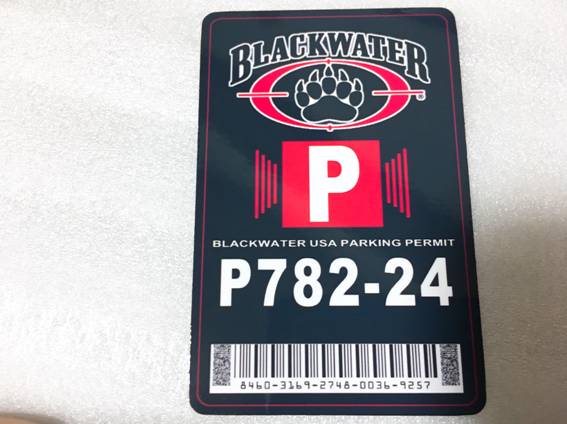 BLACKWATER
®
P
BLACKWATER USA PARKING PERMIT
P782-24
8460-3169-2748-0036-9257